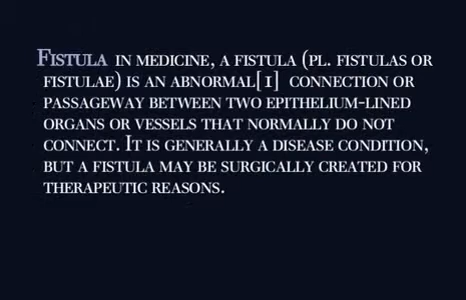 Fistula in medicine, a fistula (pl. fistulas or
fistulae) is an abnormal[1] connection or
passageway between two epithelium-lined
organs or vessels that normally do not
connect. It is generally a disease condition,
but a fistula may be surgically created for
therapeutic reasons.